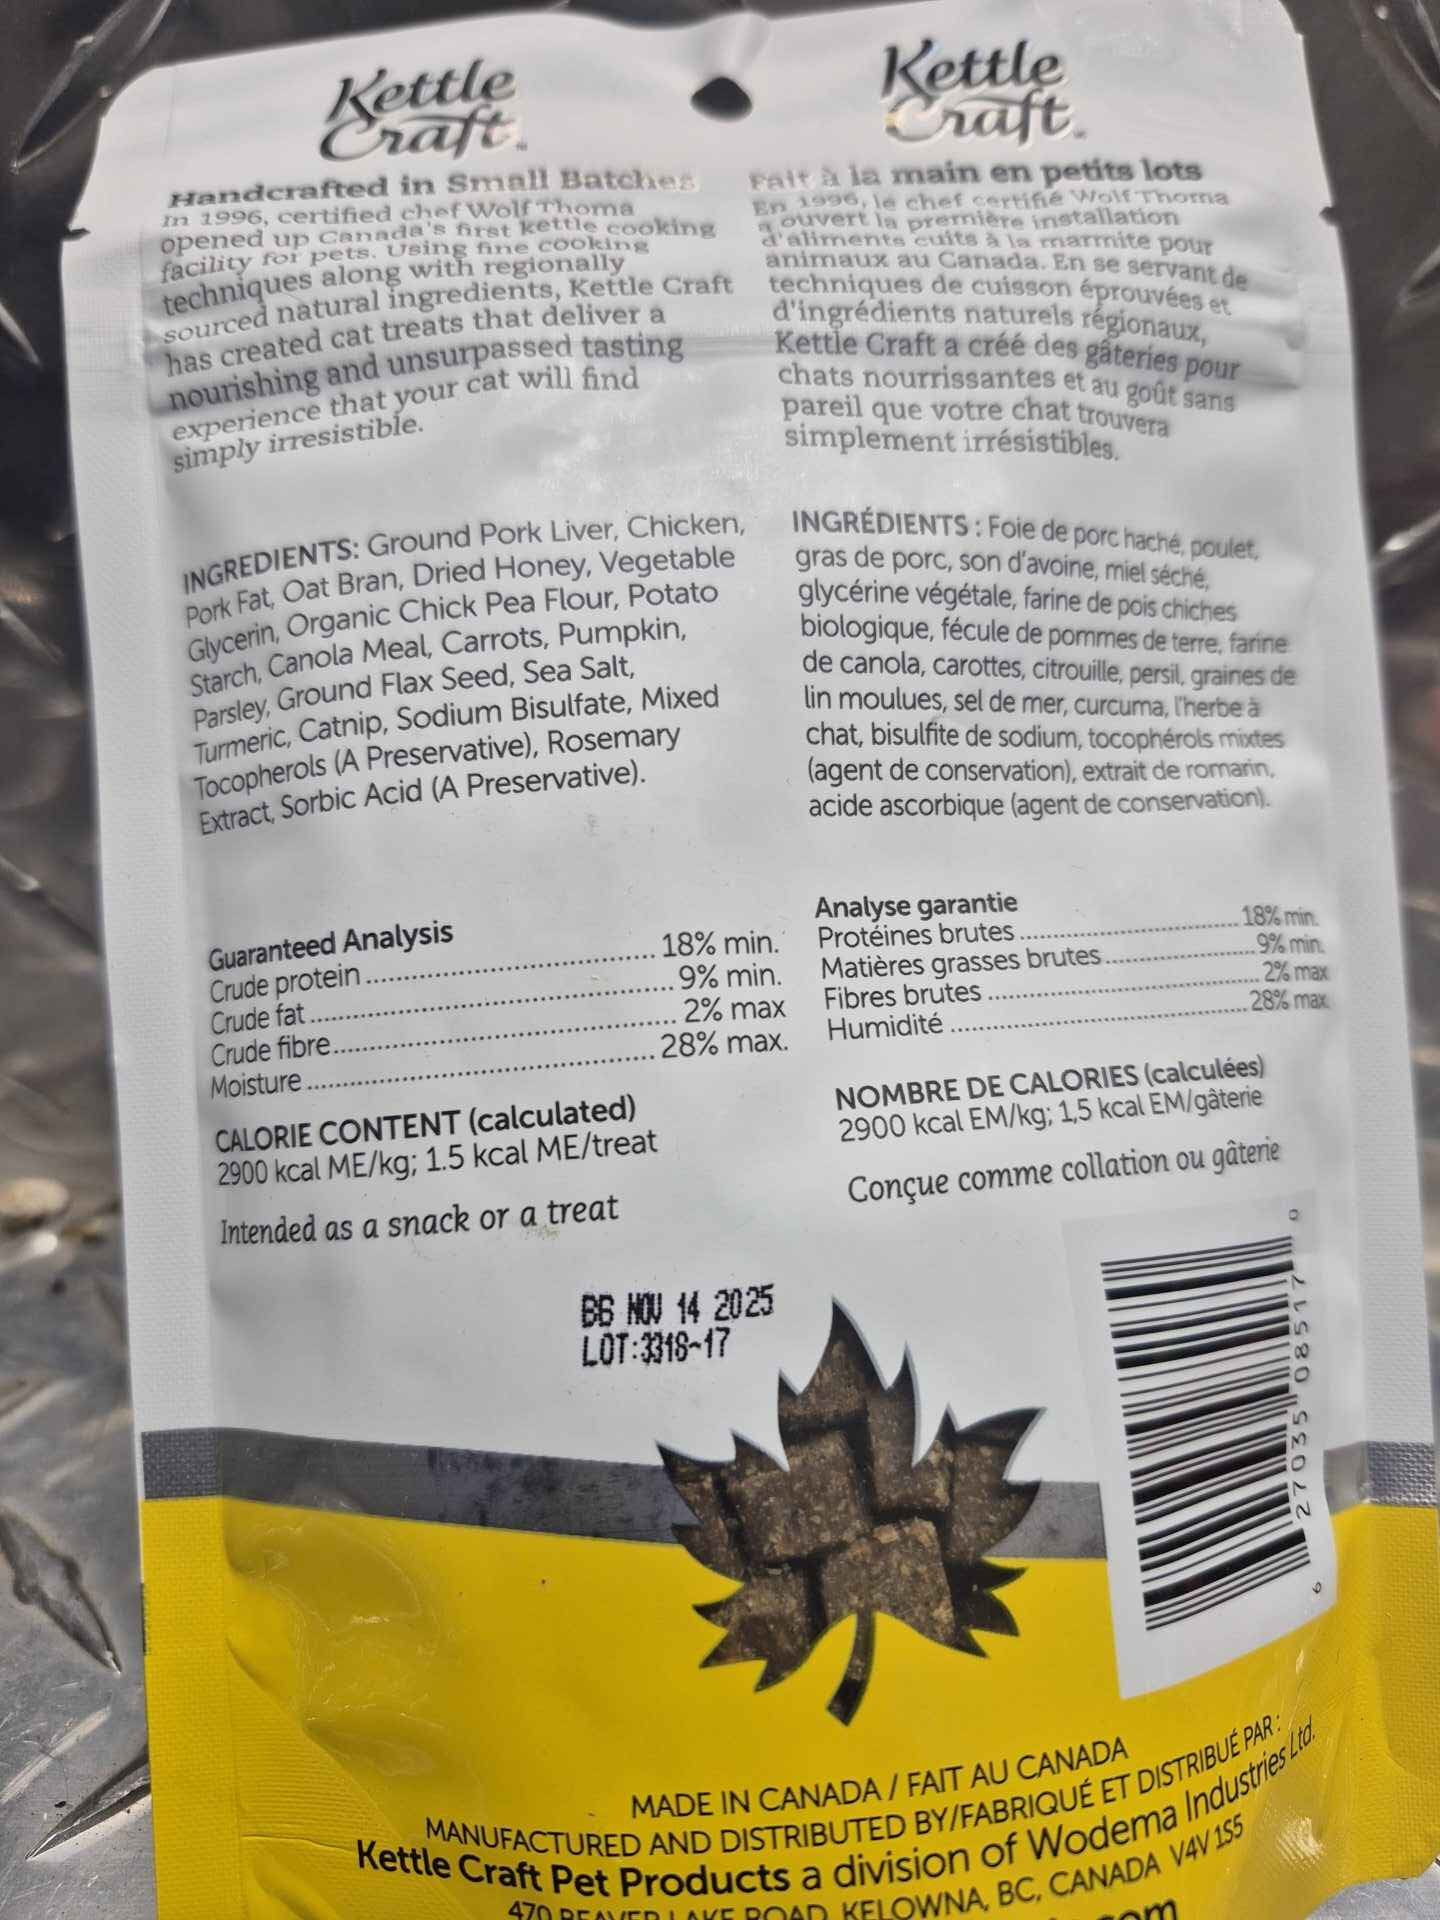 Kettle
Craft™
Handcrafted in Small Batches
In 1996, certified chef Wolf Thoma
opened up Canada's first kettle cooking
facility for pets. Using fine cooking
techniques along with regionally
sourced natural ingredients, Kettle Craft
has created cat treats that deliver a
nourishing and unsurpassed tasting
experience that your cat will find
simply irresistible.
INGREDIENTS: Ground Pork Liver, Chicken,
Pork Fat, Oat Bran, Dried Honey, Vegetable
Glycerin, Organic Chick Pea Flour, Potato
Starch, Canola Meal, Carrots, Pumpkin,
Parsley, Ground Flax Seed, Sea Salt,
Turmeric, Catnip, Sodium Bisulfate, Mixed
Tocopherols (A Preservative), Rosemary
Extract, Sorbic Acid (A Preservative).
Guaranteed Analysis
Crude protein .......... 18% min.
Crude fat .......... 9% min.
Crude fibre .......... 2% max
Moisture .......... 28% max.
CALORIE CONTENT (calculated)
2900 kcal ME/kg; 1.5 kcal ME/treat
Intended as a snack or a treat
Kettle
Craft™
Fait à la main en petits lots
En 1996, le chef certifié Wolf Thoma
a ouvert la première installation
d'aliments cuits à la marmite pour
animaux au Canada. En se servant de
techniques de cuisson éprouvées et
d'ingrédients naturels régionaux,
Kettle Craft a créé des gâteries pour
chats nourrissantes et au goût sans
pareil que votre chat trouvera
simplement irrésistibles.
INGRÉDIENTS : Foie de porc haché, poulet,
gras de porc, son d'avoine, miel séché,
glycérine végétale, farine de pois chiches
biologique, fécule de pommes de terre, farine
de canola, carottes, citrouille, persil, graines de
lin moulues, sel de mer, curcuma, l'herbe à
chat, bisulfite de sodium, tocophérols mixtes
(agent de conservation), extrait de romarin,
acide ascorbique (agent de conservation).
Analyse garantie
Protéines brutes .......... 18% min.
Matières grasses brutes .......... 9% min.
Fibres brutes .......... 2% max
Humidité .......... 28% max.
NOMBRE DE CALORIES (calculées)
2900 kcal EM/kg; 1,5 kcal EM/gâterie
Conçue comme collation ou gâterie
BB NOV 14 2025
LOT:3318-17
6 27035 08517 0
MADE IN CANADA / FAIT AU CANADA
MANUFACTURED AND DISTRIBUTED BY/FABRIQUÉ ET DISTRIBUÉ PAR :
Kettle Craft Pet Products a division of Wodema Industries Ltd.
470 BEAVER LAKE ROAD, KELOWNA, BC, CANADA V4V 1S5